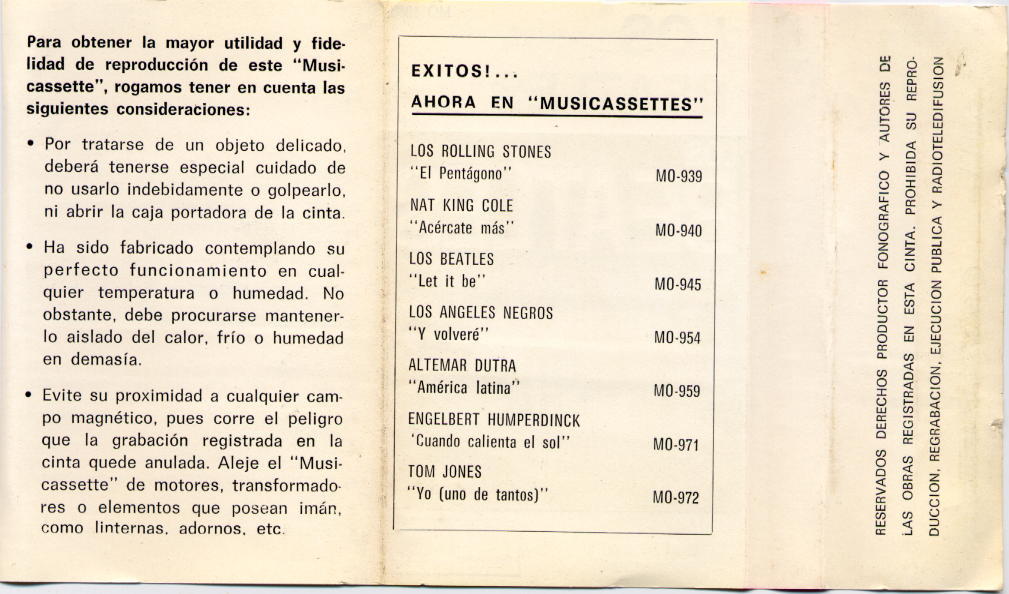 Para obtener la mayor utilidad y fide-
lidad de reproducción de este "Musi-
cassette", rogamos tener en cuenta las
siguientes consideraciones:
• Por tratarse de un objeto delicado,
deberá tenerse especial cuidado de
no usarlo indebidamente o golpearlo,
ni abrir la caja portadora de la cinta.
• Ha sido fabricado contemplando su
perfecto funcionamiento en cual-
quier temperatura o humedad. No
obstante, debe procurarse mantener-
lo aislado del calor, frío o humedad
en demasía.
• Evite su proximidad a cualquier cam-
po magnético, pues corre el peligro
que la grabación registrada en la
cinta quede anulada. Aleje el "Musi-
cassette" de motores, transformado-
res o elementos que posean imán,
como linternas, adornos, etc.
EXITOS!...
AHORA EN "MUSICASSETTES"
LOS ROLLING STONES
"El Pentágono" MO-939
NAT KING COLE
"Acércate más" MO-940
LOS BEATLES
"Let it be" MO-945
LOS ANGELES NEGROS
"Y volveré" MO-954
ALTEMAR DUTRA
"América latina" MO-959
ENGELBERT HUMPERDINCK
'Cuando calienta el sol" MO-971
TOM JONES
"Yo (uno de tantos)" MO-972
RESERVADOS DERECHOS PRODUCTOR FONOGRAFICO Y AUTORES DE
LAS OBRAS REGISTRADAS EN ESTA CINTA. PROHIBIDA SU REPRO-
DUCCION, REGRABACION, EJECUCION PUBLICA Y RADIOTELEDIFUSION